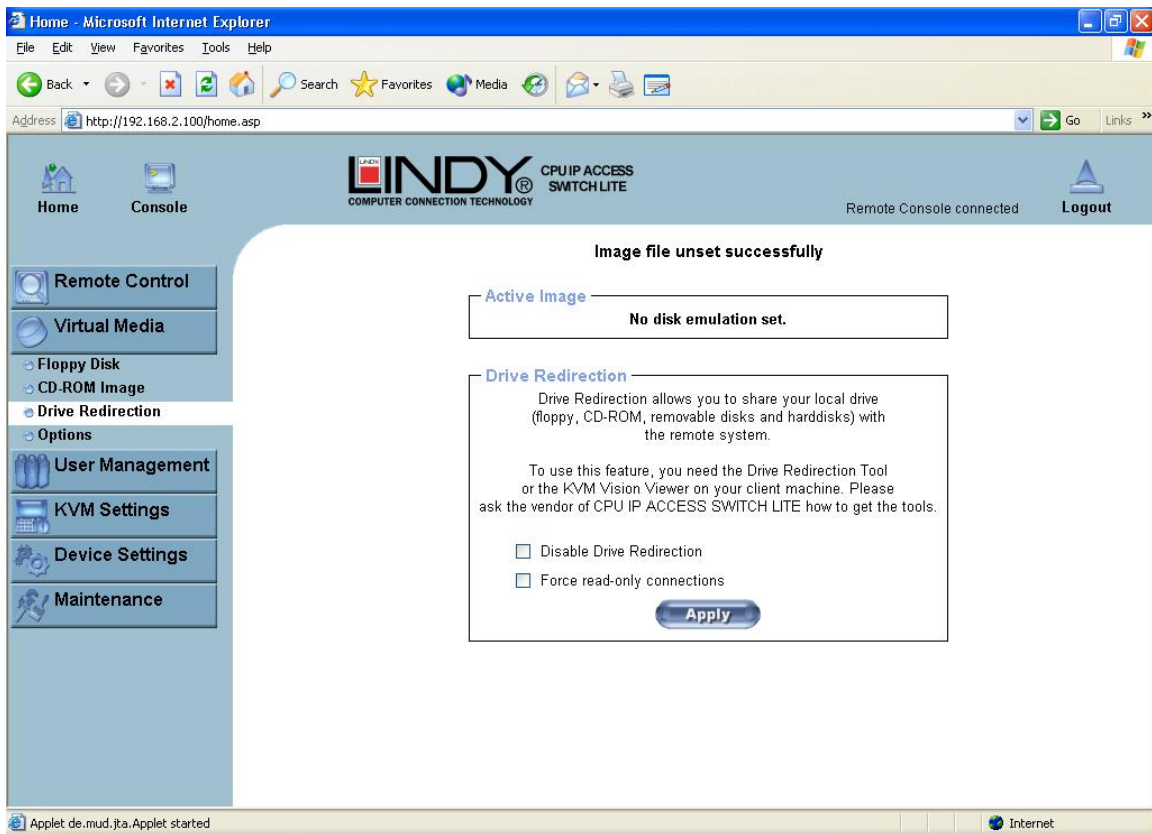 Home - Microsoft Internet Explorer
File Edit View Favorites Tools Help
Back Search Favorites Media
Address http://192.168.2.100/home.asp Go Links »
Home Console
LINDY
LINDY® CPU IP ACCESS
SWITCH LITE
COMPUTER CONNECTION TECHNOLOGY
Remote Console connected Logout
Remote Control
Virtual Media
Floppy Disk
CD-ROM Image
Drive Redirection
Options
User Management
KVM Settings
Device Settings
Maintenance
Image file unset successfully
Active Image
No disk emulation set.
Drive Redirection
Drive Redirection allows you to share your local drive
(floppy, CD-ROM, removable disks and harddisks) with
the remote system.
To use this feature, you need the Drive Redirection Tool
or the KVM Vision Viewer on your client machine. Please
ask the vendor of CPU IP ACCESS SWITCH LITE how to get the tools.
Disable Drive Redirection
Force read-only connections
Apply
Applet de.mud.jta.Applet started Internet